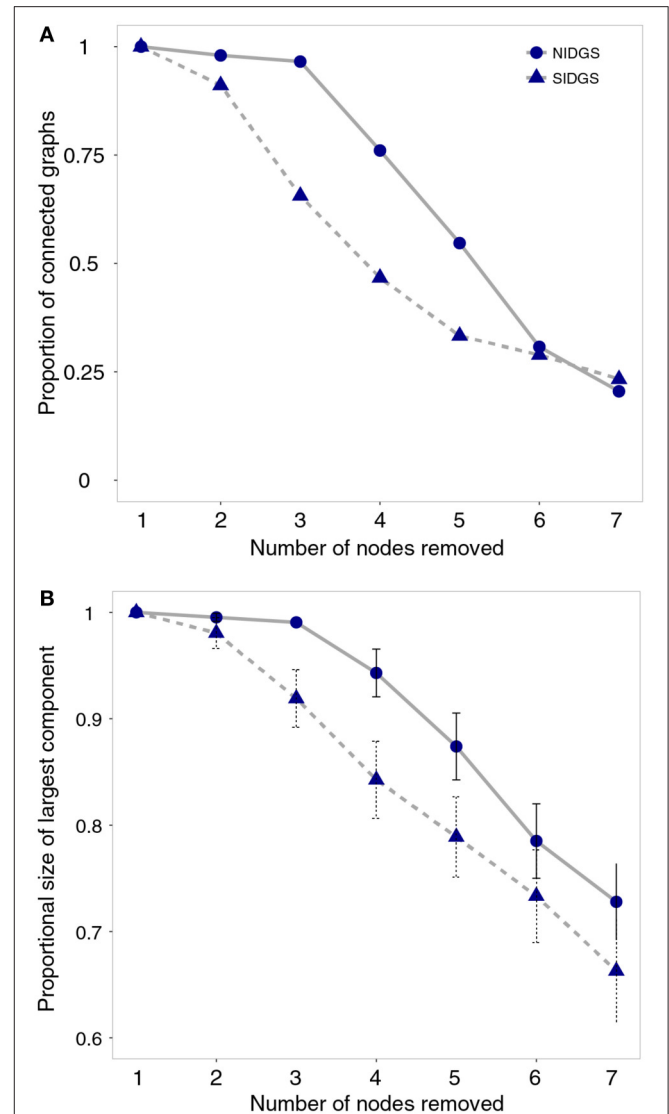 A
NIDGS
SIDGS
Proportion of connected graphs
1
0.75
0.5
0.25
0
1 2 3 4 5 6 7
Number of nodes removed
B
Proportional size of largest component
1
0.9
0.8
0.7
0.6
1 2 3 4 5 6 7
Number of nodes removed